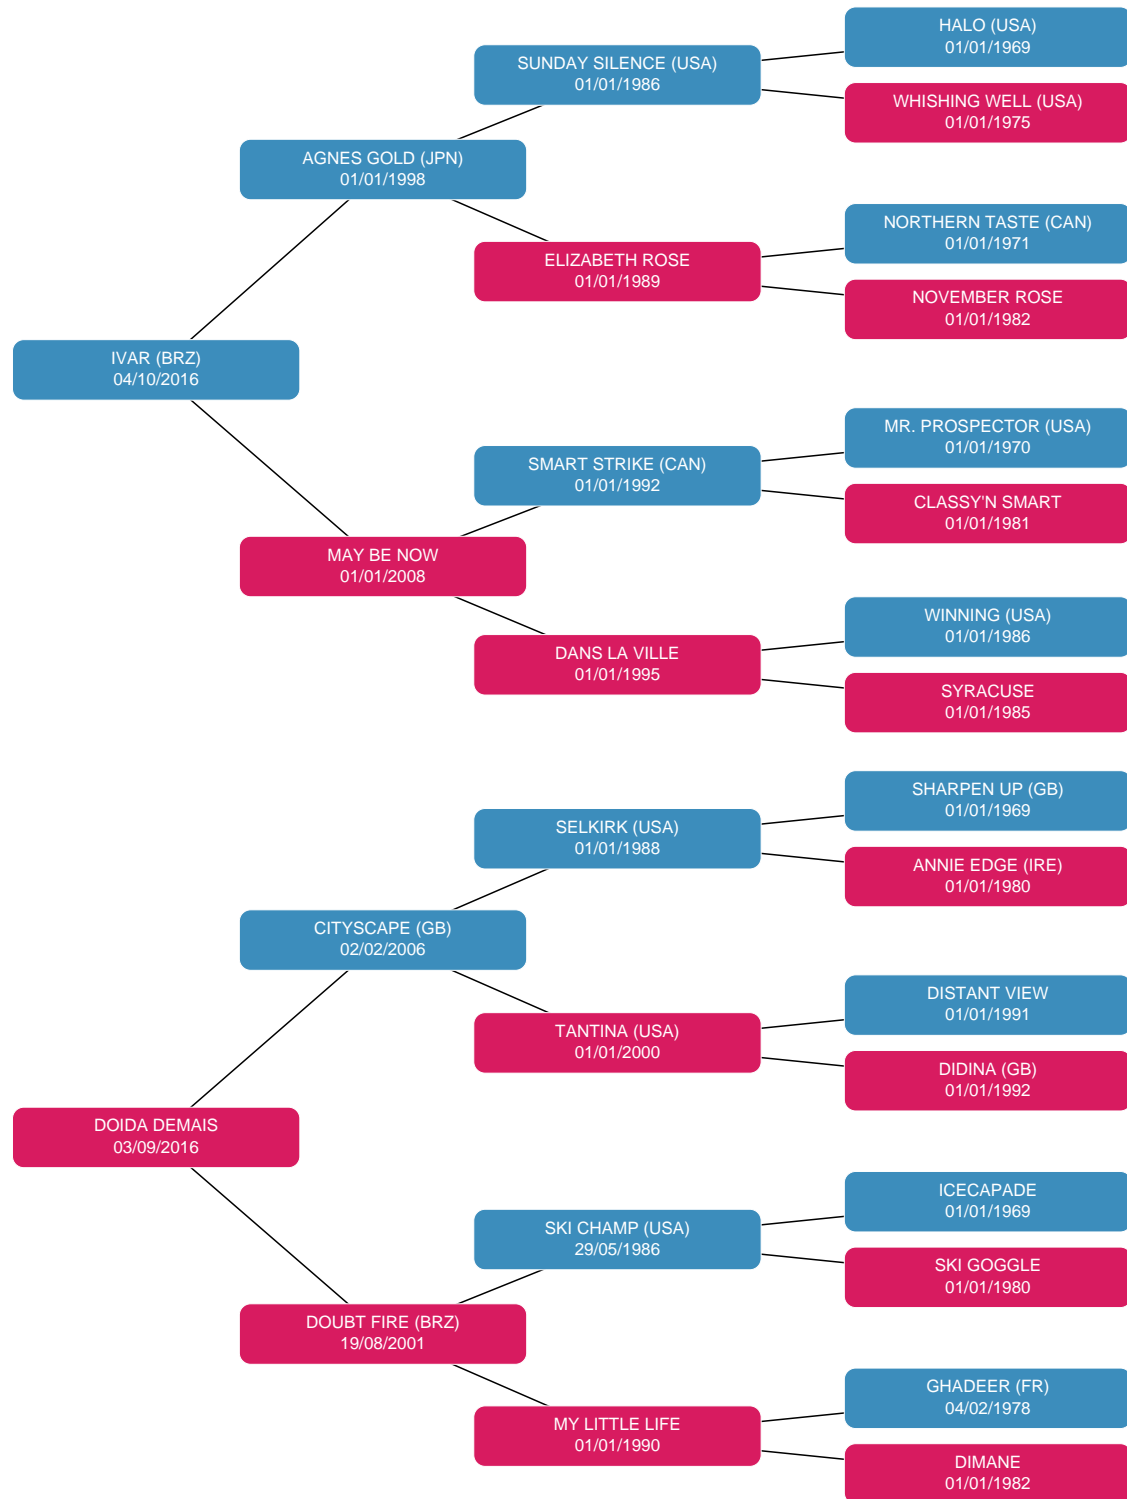 HALO (USA)
01/01/1969
SUNDAY SILENCE (USA)
01/01/1986
WHISHING WELL (USA)
01/01/1975
AGNES GOLD (JPN)
01/01/1998
NORTHERN TASTE (CAN)
01/01/1971
ELIZABETH ROSE
01/01/1989
NOVEMBER ROSE
01/01/1982
IVAR (BRZ)
04/10/2016
MR. PROSPECTOR (USA)
01/01/1970
SMART STRIKE (CAN)
01/01/1992
CLASSY'N SMART
01/01/1981
MAY BE NOW
01/01/2008
WINNING (USA)
01/01/1986
DANS LA VILLE
01/01/1995
SYRACUSE
01/01/1985
SHARPEN UP (GB)
01/01/1969
SELKIRK (USA)
01/01/1988
ANNIE EDGE (IRE)
01/01/1980
CITYSCAPE (GB)
02/02/2006
DISTANT VIEW
01/01/1991
TANTINA (USA)
01/01/2000
DIDINA (GB)
01/01/1992
DOIDA DEMAIS
03/09/2016
ICECAPADE
01/01/1969
SKI CHAMP (USA)
29/05/1986
SKI GOGGLE
01/01/1980
DOUBT FIRE (BRZ)
19/08/2001
GHADEER (FR)
04/02/1978
MY LITTLE LIFE
01/01/1990
DIMANE
01/01/1982